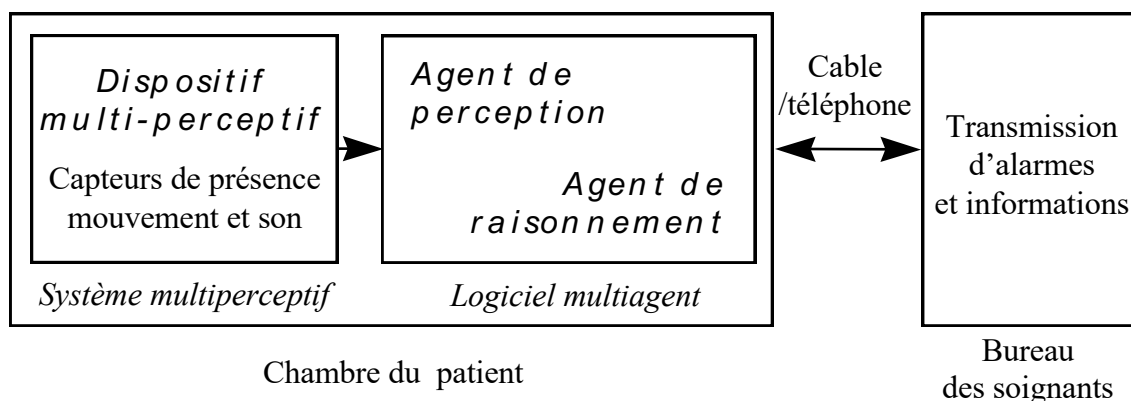 Dispositif
multi-perceptif
Capteurs de présence
mouvement et son
Système multiperceptif
Agent de
perception
Agent de
raisonnement
Logiciel multiagent
Chambre du patient
Cable
/téléphone
Transmission
d'alarmes
et informations
Bureau
des soignants